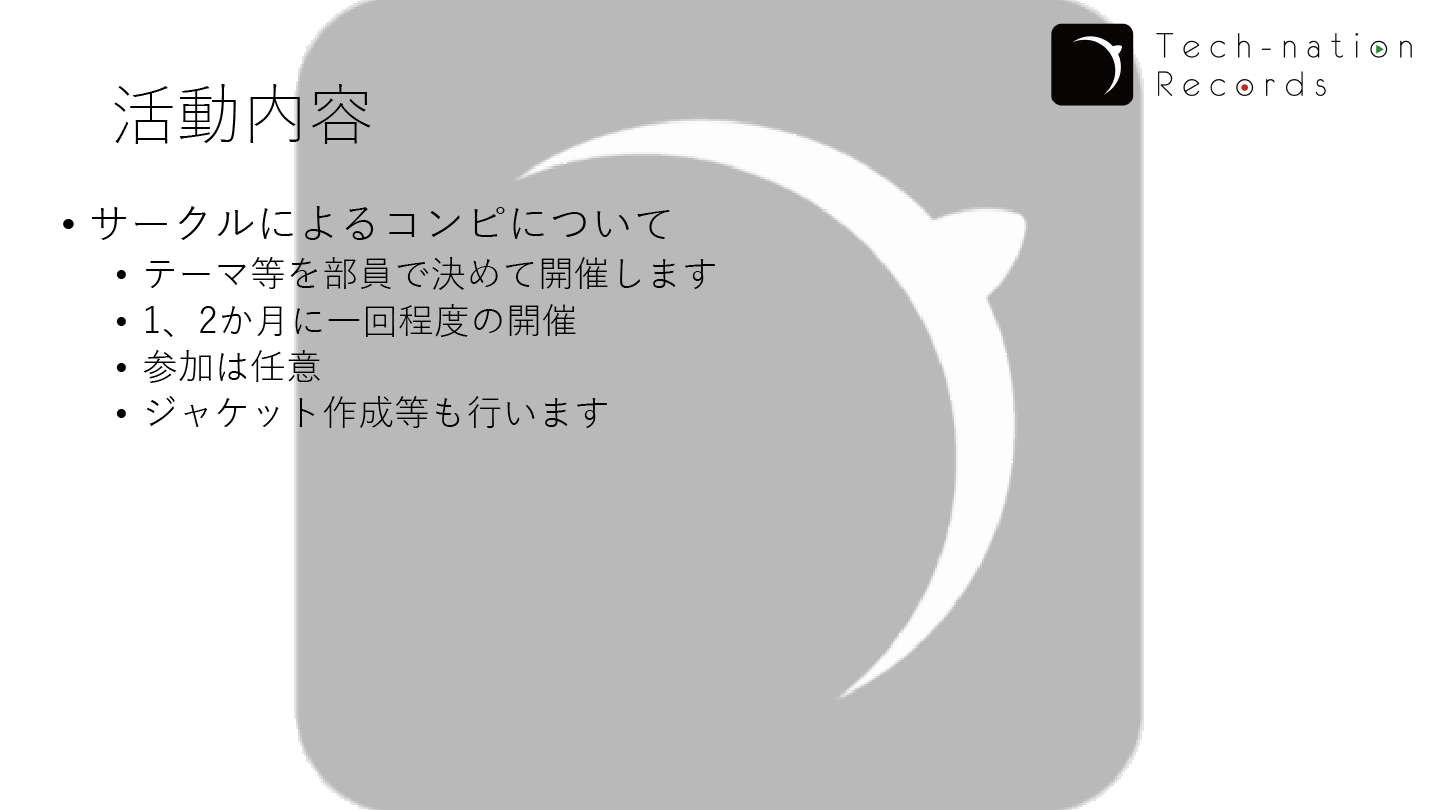 Tech-nation
Records
活動内容
• サークルによるコンピについて
• テーマ等を部員で決めて開催します
• 1、2か月に一回程度の開催
• 参加は任意
• ジャケット作成等も行います